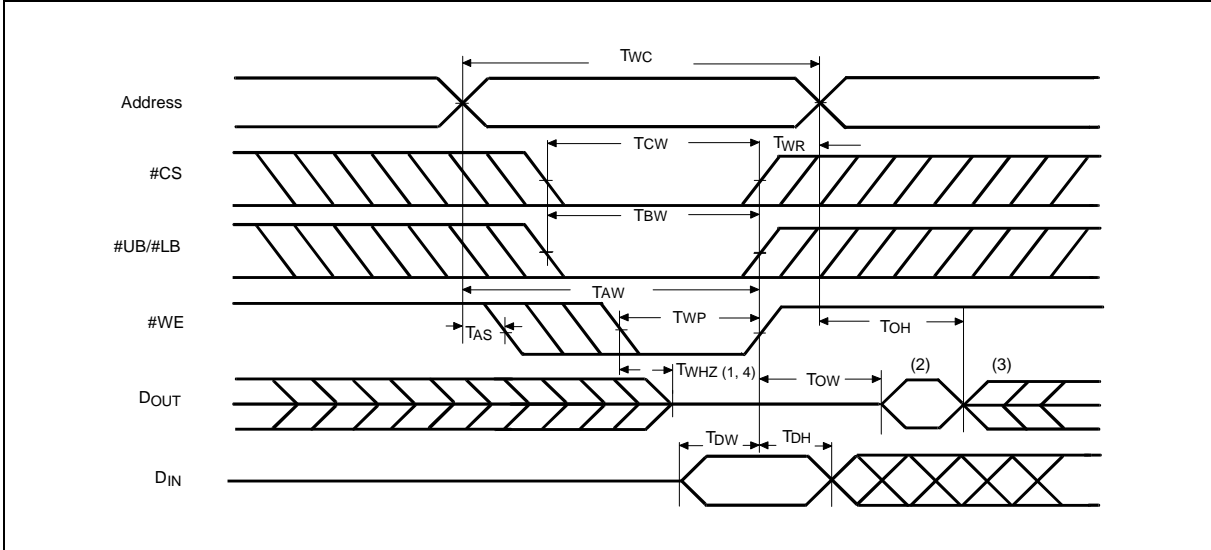 TWC
Address
TCW
TWR
#CS
TBW
#UB/#LB
TAW
#WE
TAS
TWP
TOH
TWHZ (1, 4)
TOW
(2)
(3)
DOUT
TDW
TDH
DIN